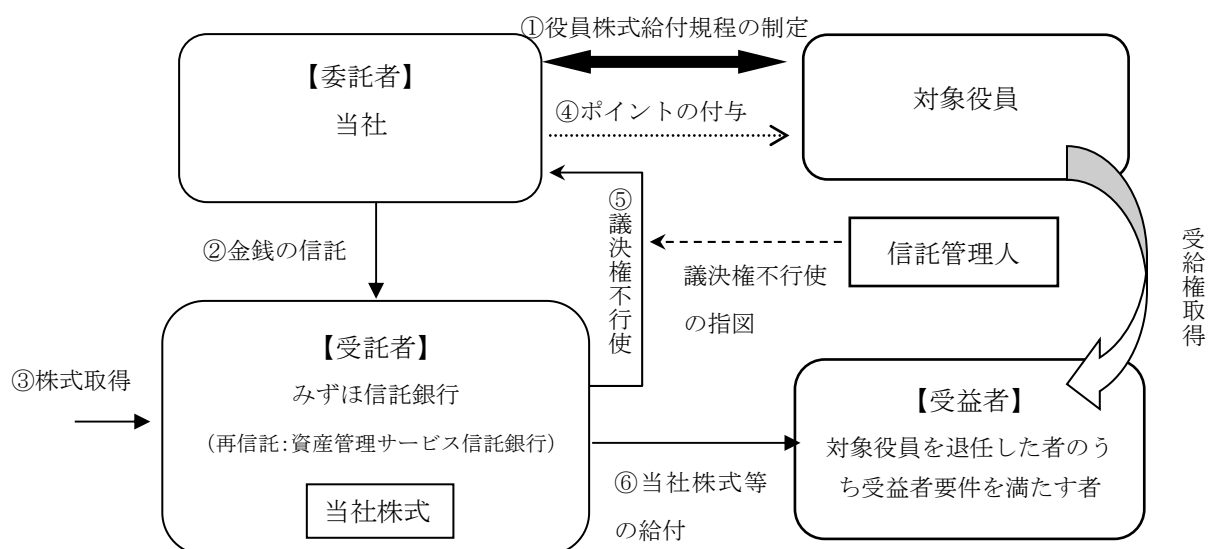 ①役員株式給付規程の制定
【委託者】
当社
対象役員
④ポイントの付与
⑤議決権不行使
②金銭の信託
信託管理人
議決権不行使
の指図
受給権取得
【受託者】
みずほ信託銀行
（再信託：資産管理サービス信託銀行）
当社株式
③株式取得
【受益者】
対象役員を退任した者のう
ち受益者要件を満たす者
⑥当社株式等
の給付